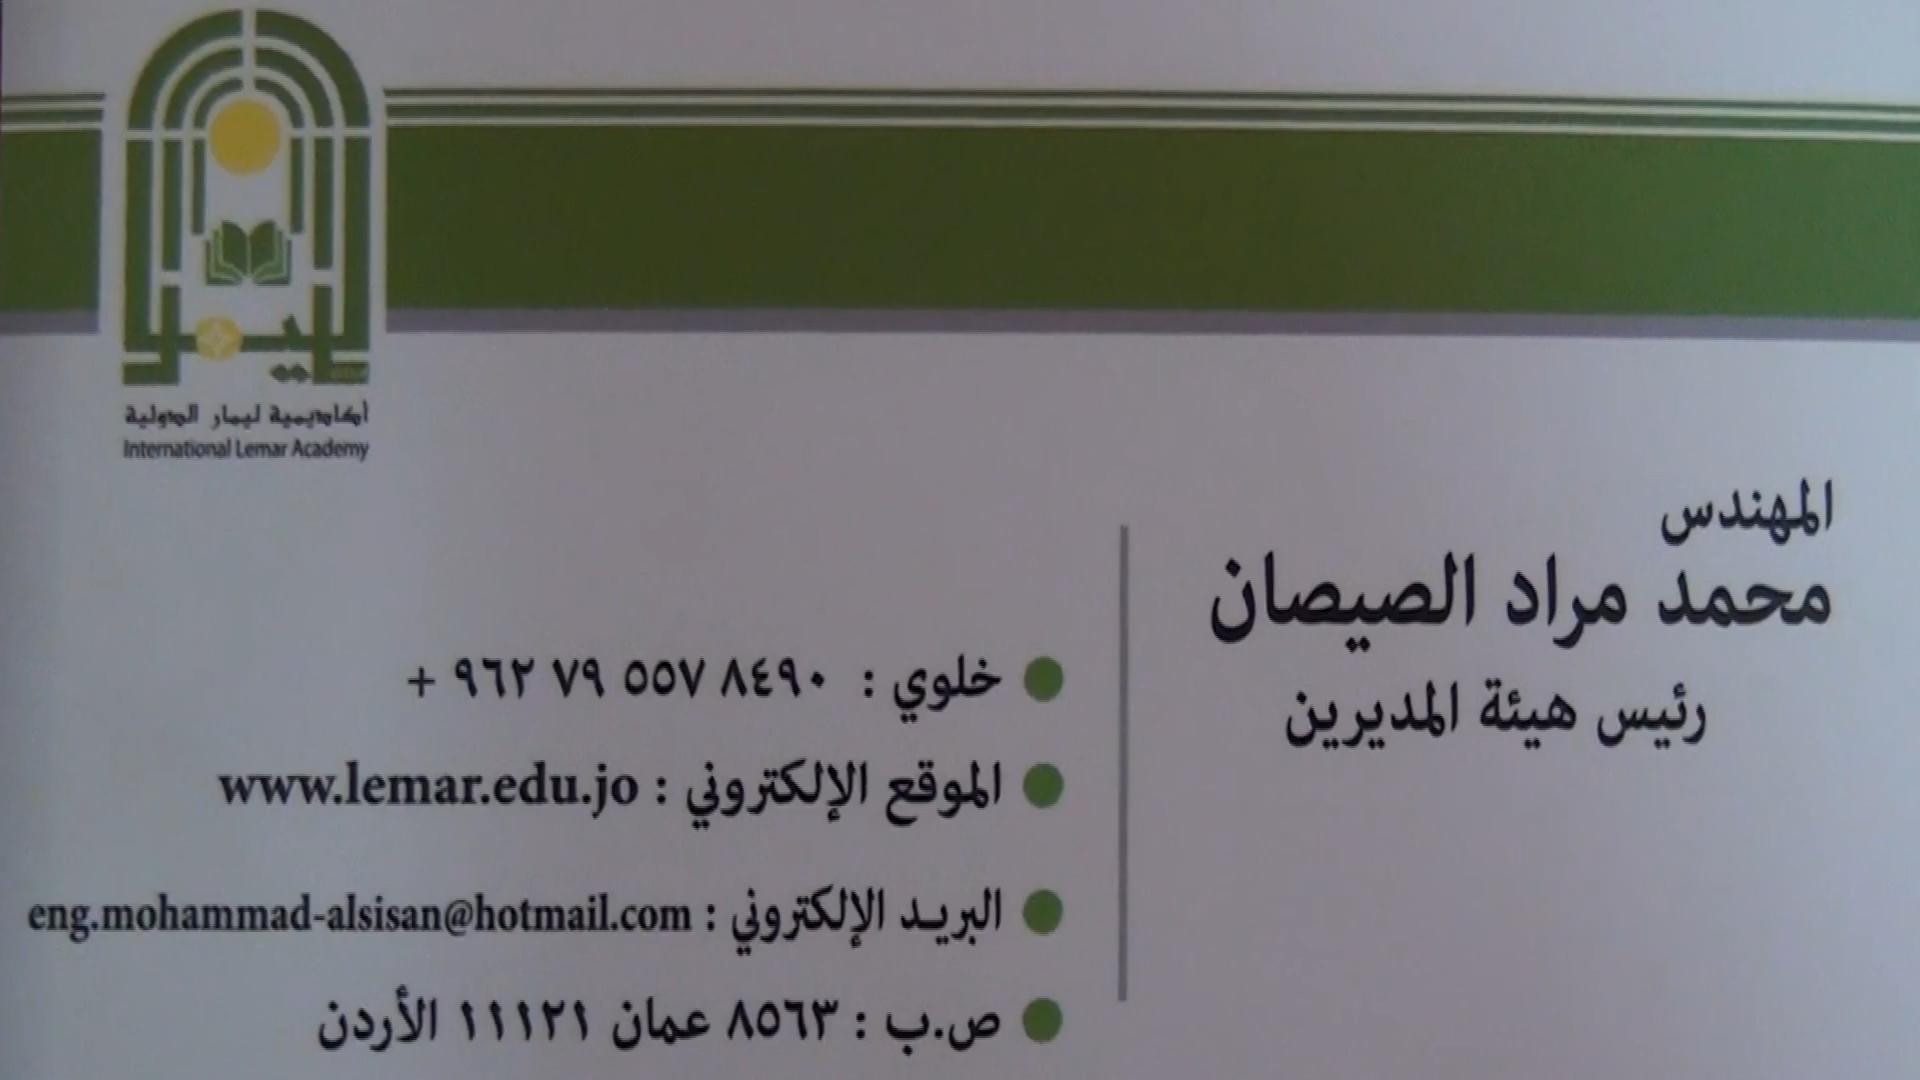 أكاديمية ليمار الدولية
International Lemar Academy
المهندس
محمد مراد الصيصان
رئيس هيئة المديرين
خلوي : ٨٤٩٠ ٥٥٧ ٧٩ ٩٦٢ +
الموقع الإلكتروني : www.lemar.edu.jo
البريد الإلكتروني : eng.mohammad-alsisan@hotmail.com
ص.ب : ٨٥٦٣ عمان ١١١٢١ الأردن